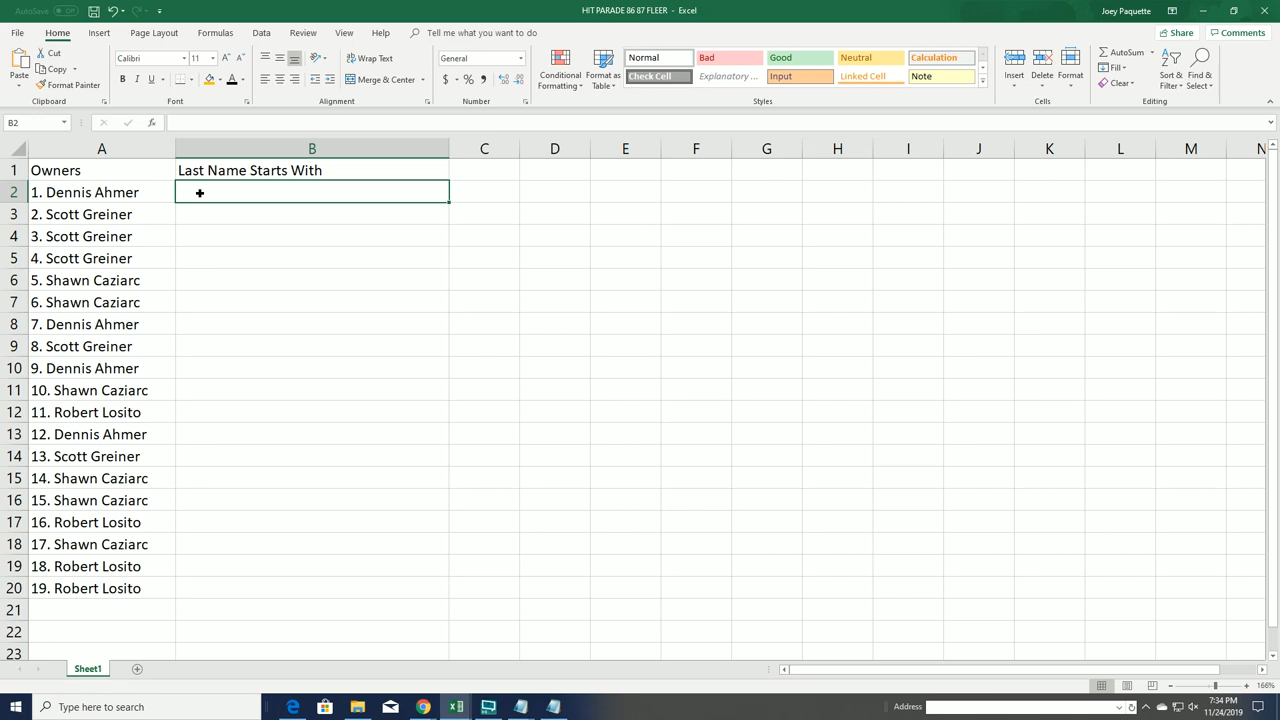 AutoSave Off
HIT PARADE 86 87 FLEER - Excel
Joey Paquette
File Home Insert Draw Page Layout Formulas Data Review View Help Tell me what you want to do
Share Comments
Paste
Cut
Copy
Format Painter
Clipboard
Calibri 11
B I U
Font
Wrap Text
Merge & Center
Alignment
General
$ % ,
Number
Conditional Formatting
Format as Table
Normal Bad Good Neutral Calculation
Check Cell Explanatory ... Input Linked Cell Note
Styles
Insert Delete Format
Cells
AutoSum
Fill
Clear
Sort & Filter
Find & Select
Editing
B2
fx
A B C D E F G H I J K L M N
1 Owners Last Name Starts With
2 1. Dennis Ahmer
3 2. Scott Greiner
4 3. Scott Greiner
5 4. Scott Greiner
6 5. Shawn Caziarc
7 6. Shawn Caziarc
8 7. Dennis Ahmer
9 8. Scott Greiner
10 9. Dennis Ahmer
11 10. Shawn Caziarc
12 11. Robert Losito
13 12. Dennis Ahmer
14 13. Scott Greiner
15 14. Shawn Caziarc
16 15. Shawn Caziarc
17 16. Robert Losito
18 17. Shawn Caziarc
19 18. Robert Losito
20 19. Robert Losito
21
22
23
Sheet1
166%
Type here to search
Address
7:34 PM
11/24/2019